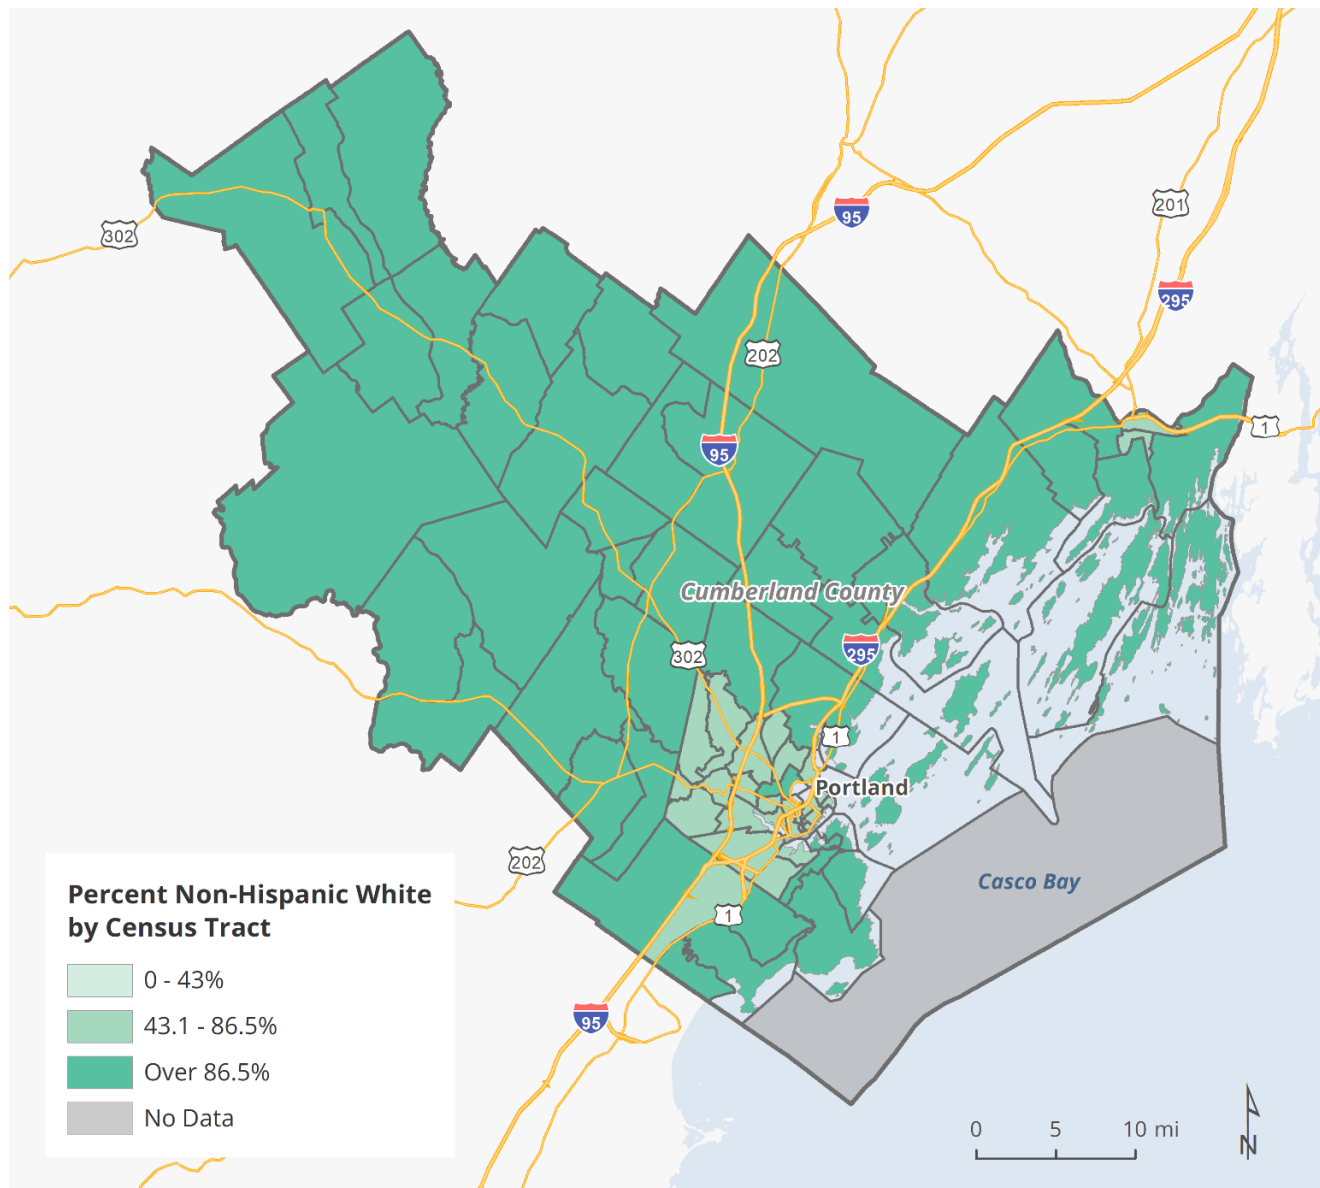 95
201
302
295
202
1
95
Cumberland County
295
302
1
Portland
202
Casco Bay
1
95
Percent Non-Hispanic White
by Census Tract
0 - 43%
43.1 - 86.5%
Over 86.5%
No Data
0 5 10 mi
N